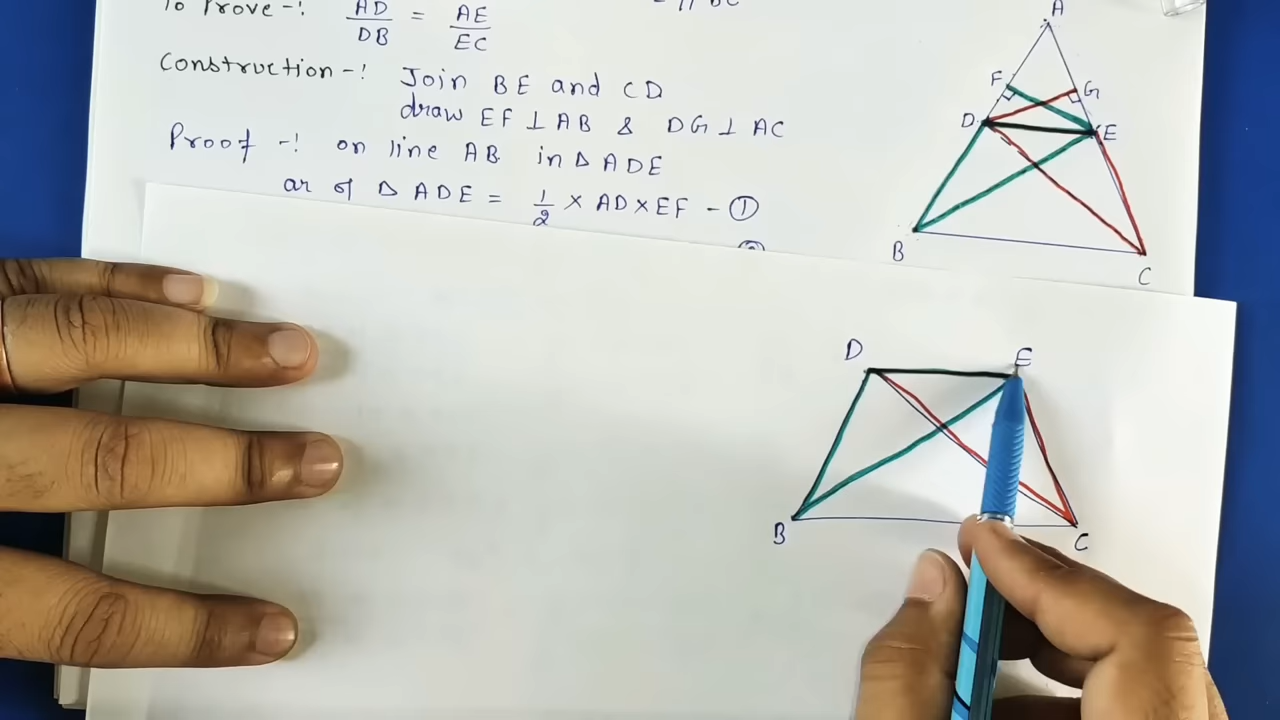 To Prove -! AD/DB = AE/EC
Construction -! Join BE and CD
draw EF ⊥ AB & DG ⊥ AC
Proof -! on line AB in Δ ADE
ar of Δ ADE = 1/2 × AD × EF - ①
A
F
G
D
E
B
C
D
E
B
C